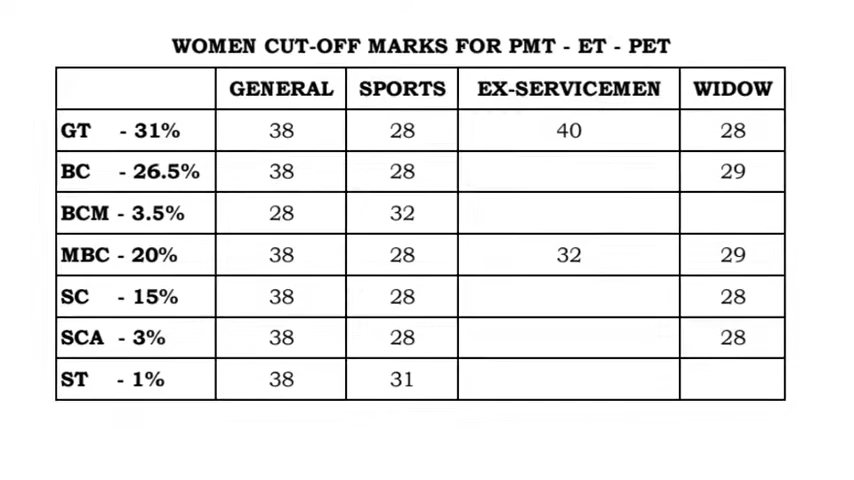 WOMEN CUT-OFF MARKS FOR PMT - ET - PET
GENERAL SPORTS EX-SERVICEMEN WIDOW
GT - 31% 38 28 40 28
BC - 26.5% 38 28 29
BCM - 3.5% 28 32
MBC - 20% 38 28 32 29
SC - 15% 38 28 28
SCA - 3% 38 28 28
ST - 1% 38 31